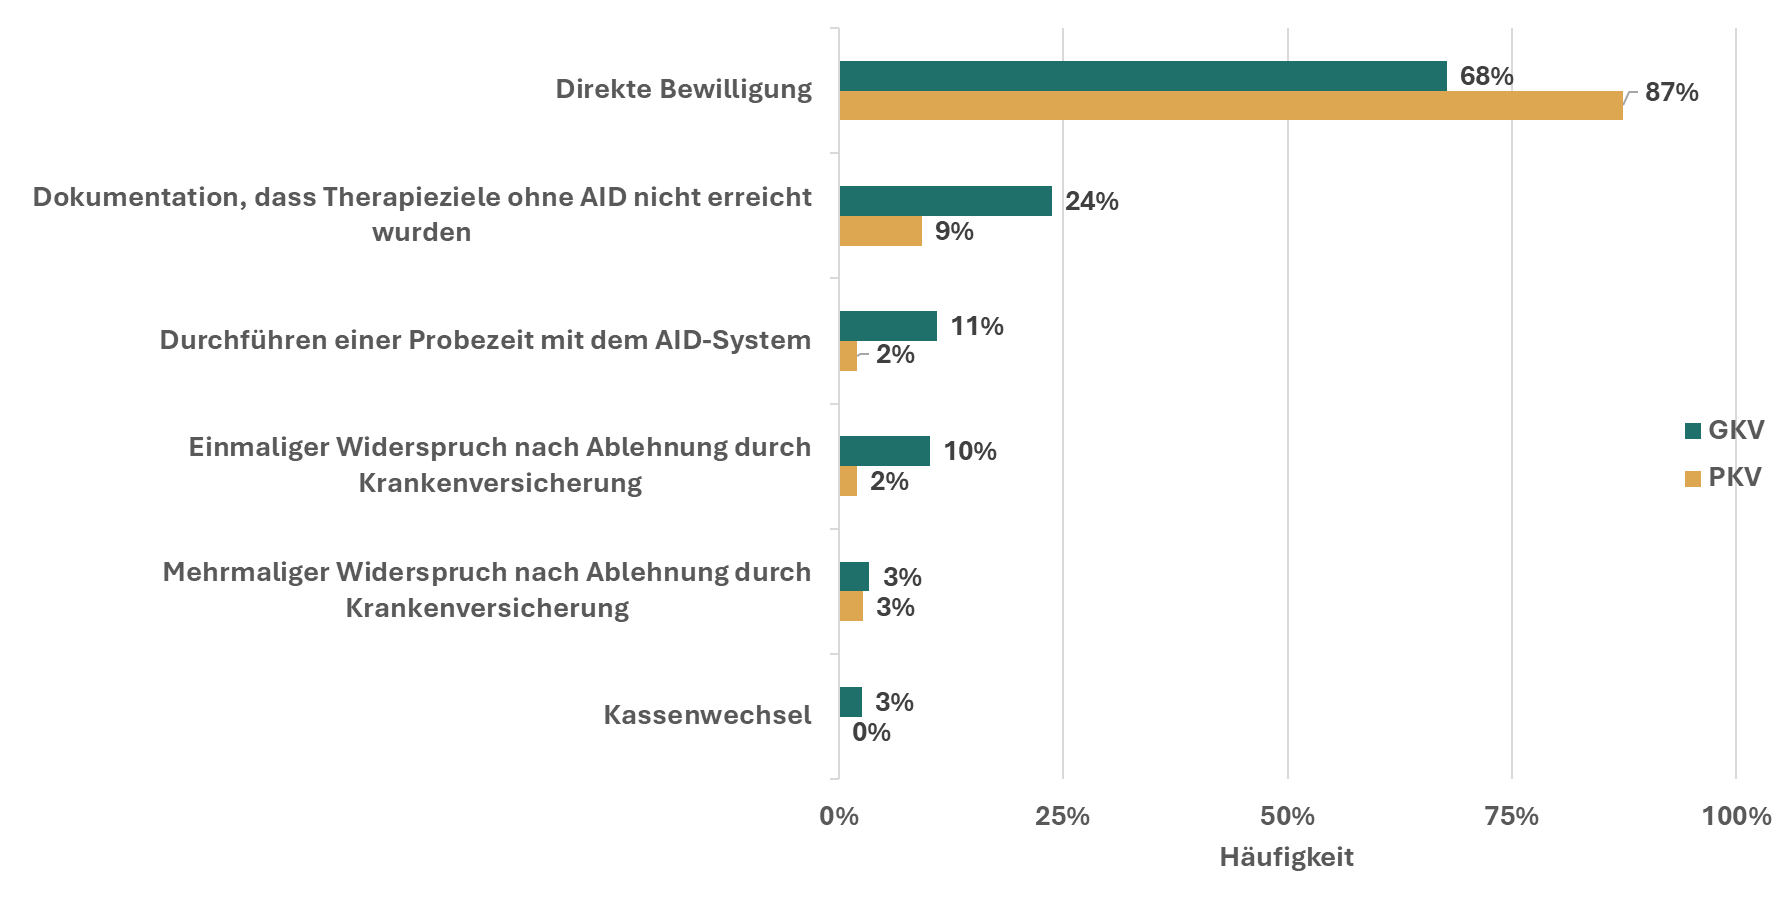 Direkte Bewilligung
68%
87%
Dokumentation, dass Therapieziele ohne AID nicht erreicht
wurden
24%
9%
Durchführen einer Probezeit mit dem AID-System
11%
2%
Einmaliger Widerspruch nach Ablehnung durch
Krankenversicherung
10%
2%
Mehrmaliger Widerspruch nach Ablehnung durch
Krankenversicherung
3%
3%
Kassenwechsel
3%
0%
GKV
PKV
0% 25% 50% 75% 100%
Häufigkeit